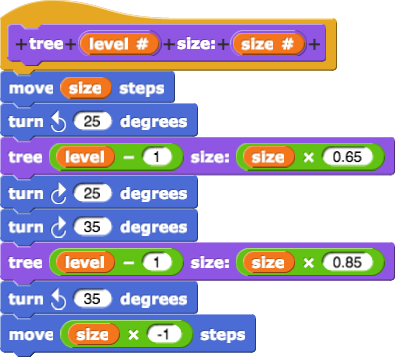 + tree + level # + size: + size # +
move size steps
turn ↺ 25 degrees
tree level − 1 size: size × 0.65
turn ↻ 25 degrees
turn ↻ 35 degrees
tree level − 1 size: size × 0.85
turn ↺ 35 degrees
move size × -1 steps